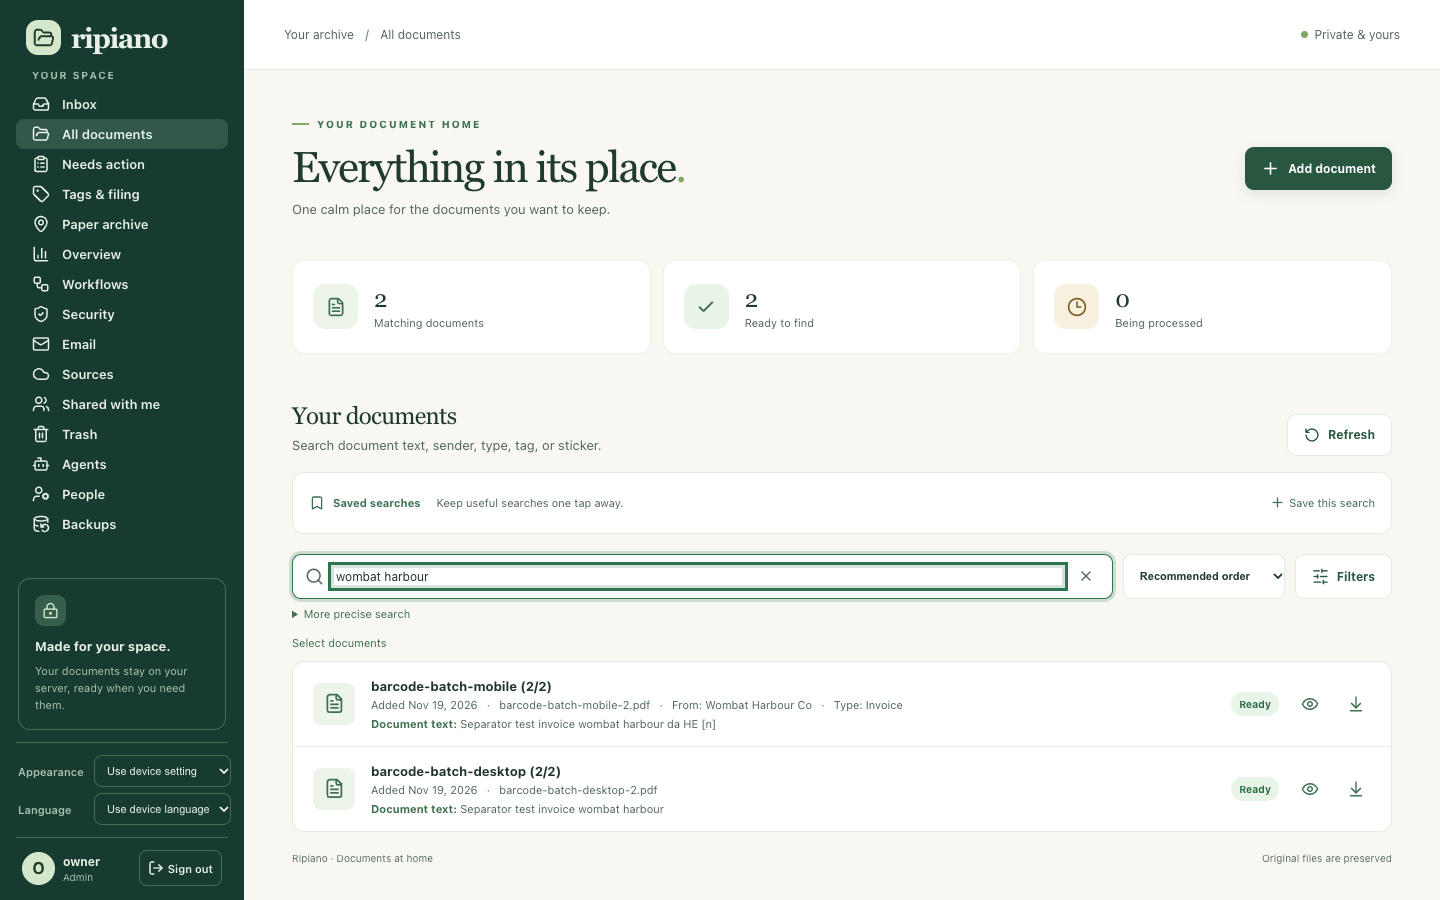 ripiano
YOUR SPACE
Inbox
All documents
Needs action
Tags & filing
Paper archive
Overview
Workflows
Security
Email
Sources
Shared with me
Trash
Agents
People
Backups
Made for your space.
Your documents stay on your
server, ready when you need
them.
Appearance Use device setting
Language Use device language
O owner
Admin
Sign out
Your archive / All documents
Private & yours
YOUR DOCUMENT HOME
Everything in its place.
One calm place for the documents you want to keep.
Add document
2
Matching documents
2
Ready to find
0
Being processed
Your documents
Search document text, sender, type, tag, or sticker.
Refresh
Saved searches Keep useful searches one tap away.
Save this search
wombat harbour
Recommended order
Filters
More precise search
Select documents
barcode-batch-mobile (2/2)
Added Nov 19, 2026 · barcode-batch-mobile-2.pdf · From: Wombat Harbour Co · Type: Invoice
Document text: Separator test invoice wombat harbour da HE [n]
Ready
barcode-batch-desktop (2/2)
Added Nov 19, 2026 · barcode-batch-desktop-2.pdf
Document text: Separator test invoice wombat harbour
Ready
Ripiano · Documents at home
Original files are preserved